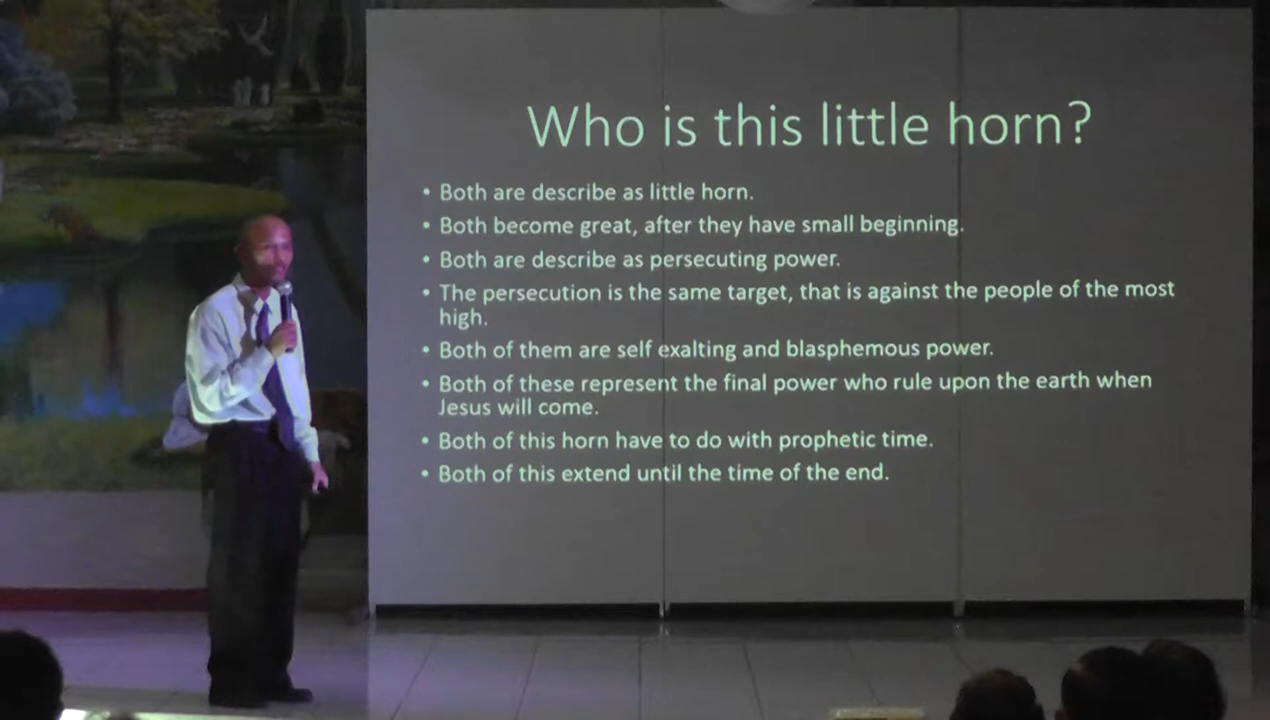 Who is this little horn?
• Both are describe as little horn.
• Both become great, after they have small beginning.
• Both are describe as persecuting power.
• The persecution is the same target, that is against the people of the most
high.
• Both of them are self exalting and blasphemous power.
• Both of these represent the final power who rule upon the earth when
Jesus will come.
• Both of this horn have to do with prophetic time.
• Both of this extend until the time of the end.